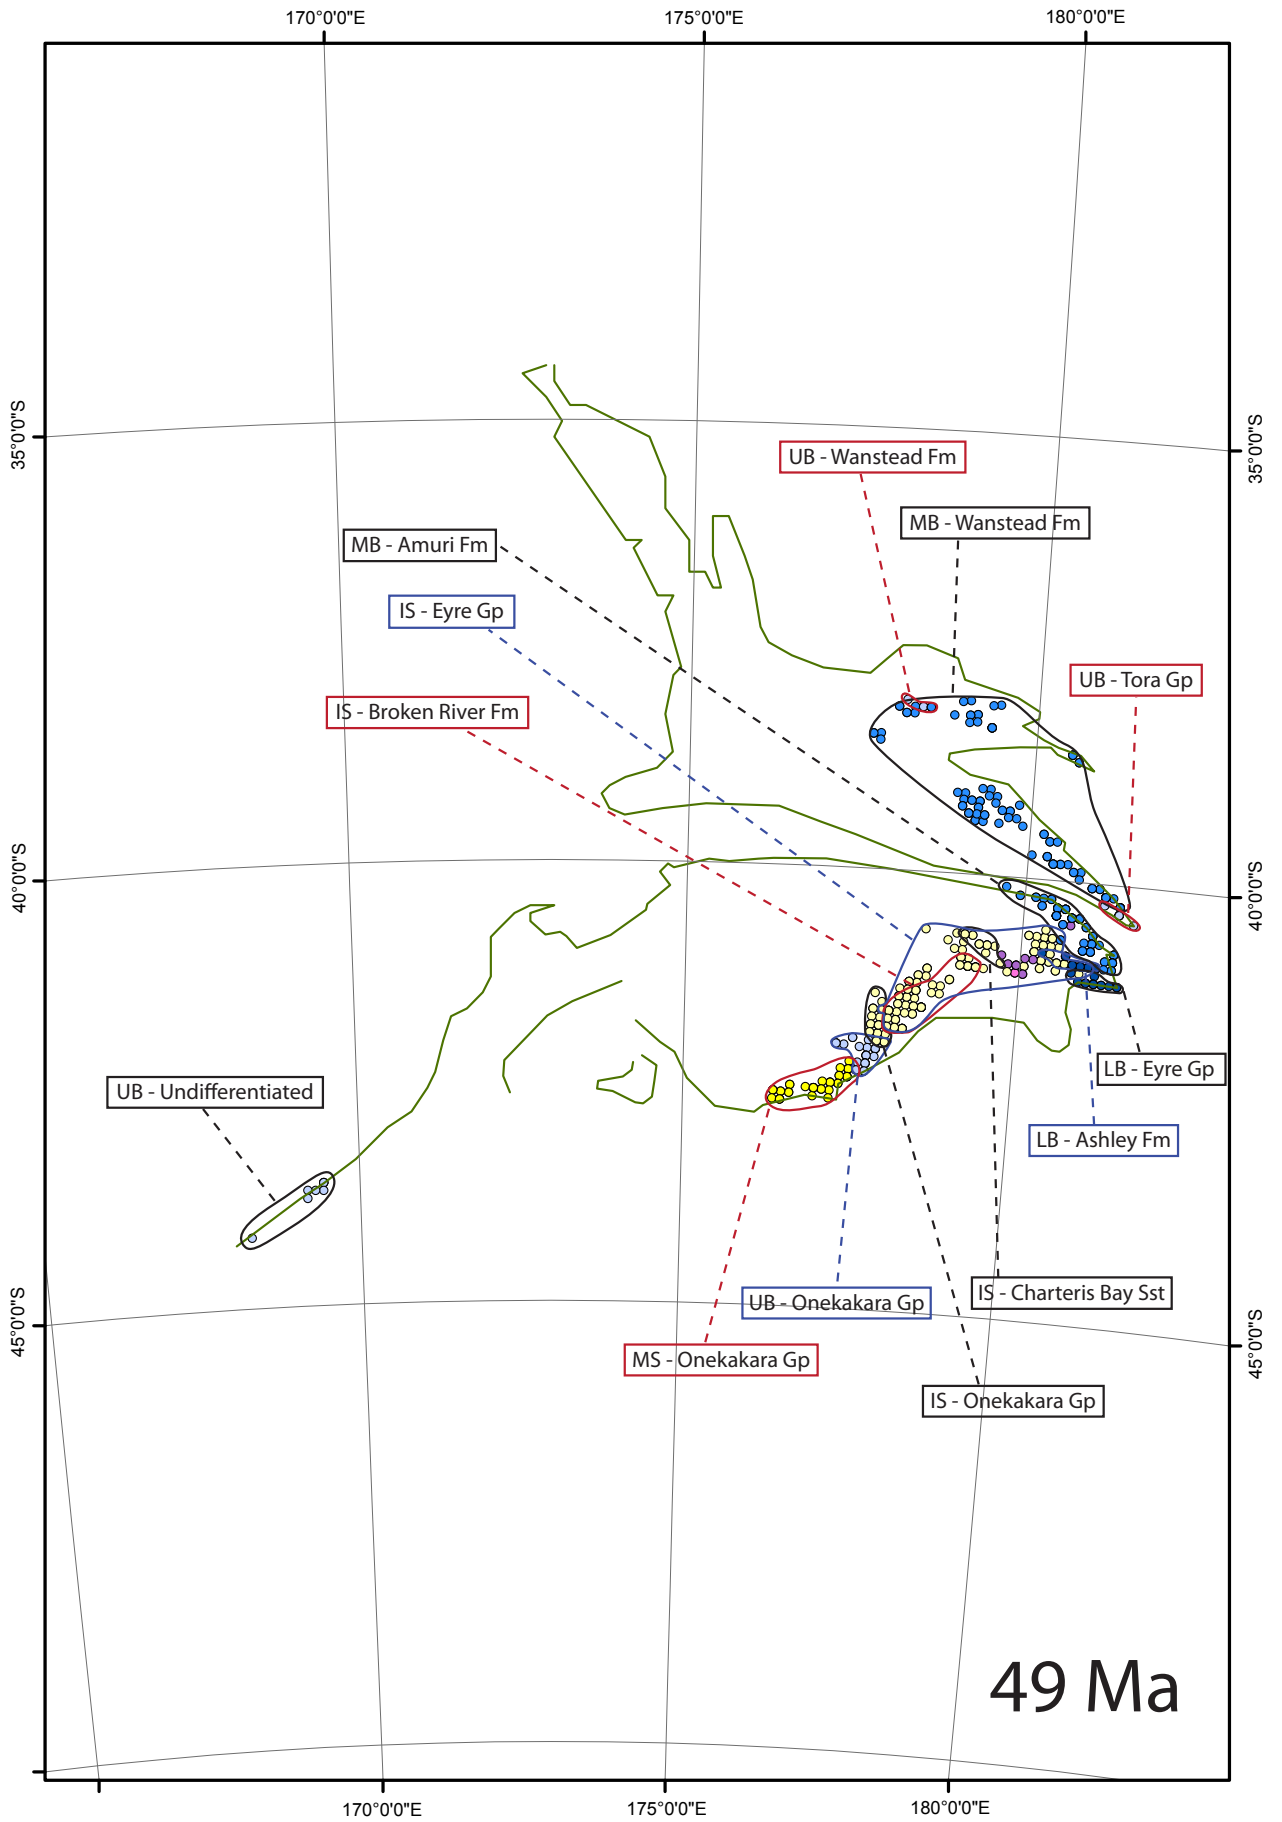 170°0'0"E
175°0'0"E
180°0'0"E
35°0'0"S
35°0'0"S
UB - Wanstead Fm
MB - Wanstead Fm
MB - Amuri Fm
IS - Eyre Gp
UB - Tora Gp
IS - Broken River Fm
40°0'0"S
40°0'0"S
LB - Eyre Gp
UB - Undifferentiated
LB - Ashley Fm
IS - Charteris Bay Sst
UB - Onekakara Gp
45°0'0"S
45°0'0"S
MS - Onekakara Gp
IS - Onekakara Gp
49 Ma
170°0'0"E
175°0'0"E
180°0'0"E